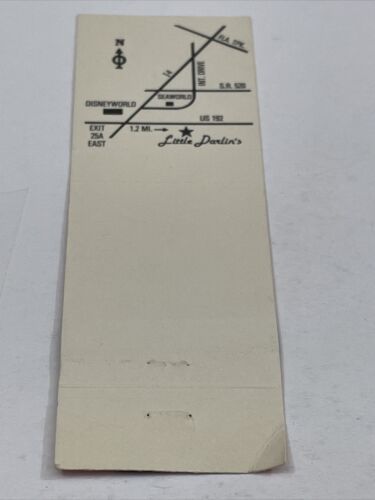 N
FLA. TPK.
I-4
INT. DRIVE
S.R. 528
SEAWORLD
DISNEYWORLD
US 192
EXIT
25A
EAST
1.2 MI.
Little Darlin's